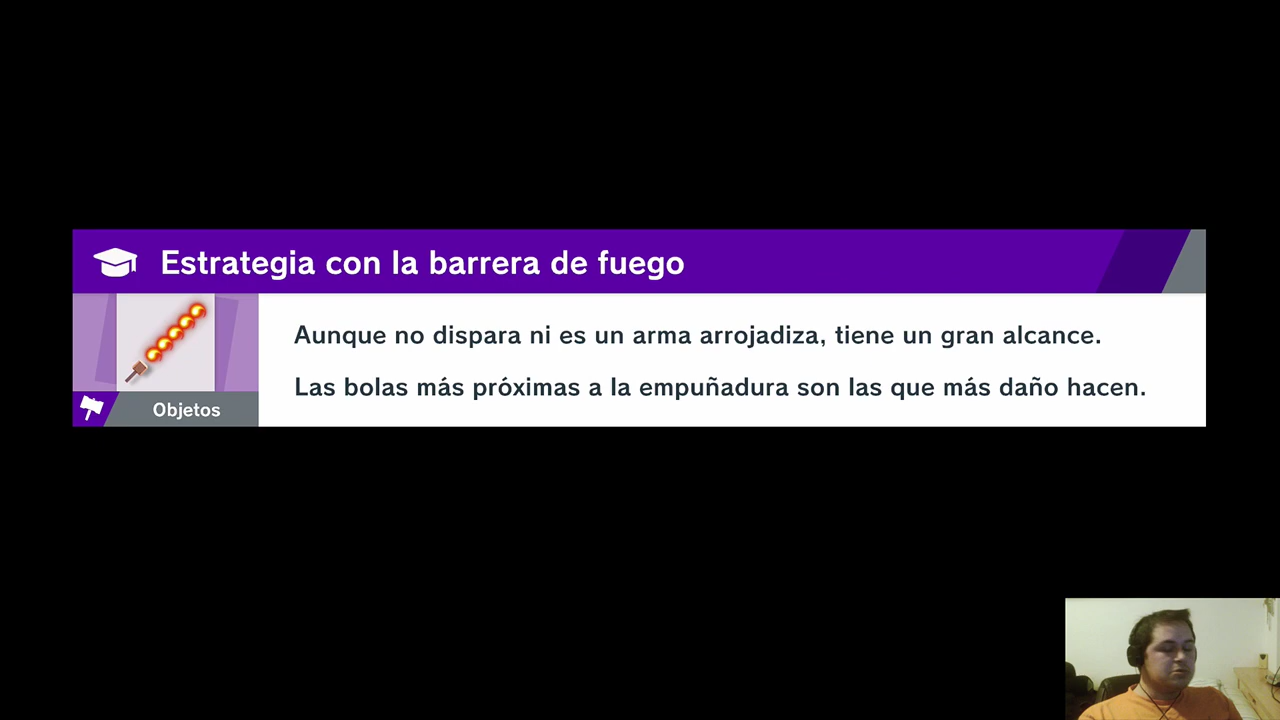 Estrategia con la barrera de fuego
Aunque no dispara ni es un arma arrojadiza, tiene un gran alcance.
Las bolas más próximas a la empuñadura son las que más daño hacen.
Objetos